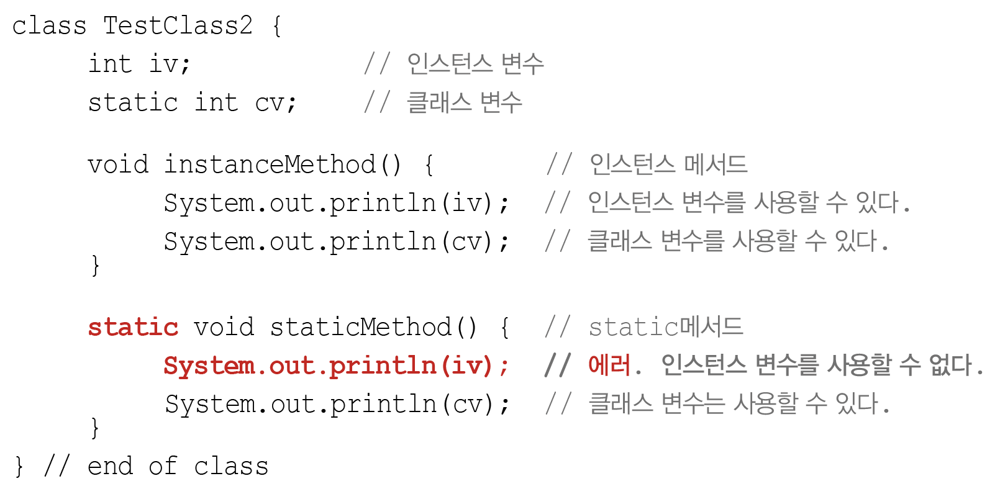 class TestClass2 {
int iv; // 인스턴스 변수
static int cv; // 클래스 변수
void instanceMethod() { // 인스턴스 메서드
System.out.println(iv); // 인스턴스 변수를 사용할 수 있다.
System.out.println(cv); // 클래스 변수를 사용할 수 있다.
}
static void staticMethod() { // static메서드
System.out.println(iv); // 에러. 인스턴스 변수를 사용할 수 없다.
System.out.println(cv); // 클래스 변수는 사용할 수 있다.
}
} // end of class